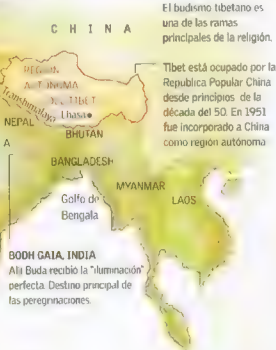 El budismo tibetano es
una de las ramas
principales de la religión.
CHINA
Tibet está ocupado por la
Republica Popular China
desde principios de la
década del 50. En 1951
fue incorporado a China
como región autónoma
REGIÓN
AUTÓNOMA
DEL TIBET
Transhimalaya
Lhasa
NEPAL
BHUTAN
A
BANGLADESH
MYANMAR
LAOS
Golfo de
Bengala
BODH GAIA, INDIA
Allí Buda recibió la "iluminación"
perfecta. Destino principal de
las peregrinaciones.